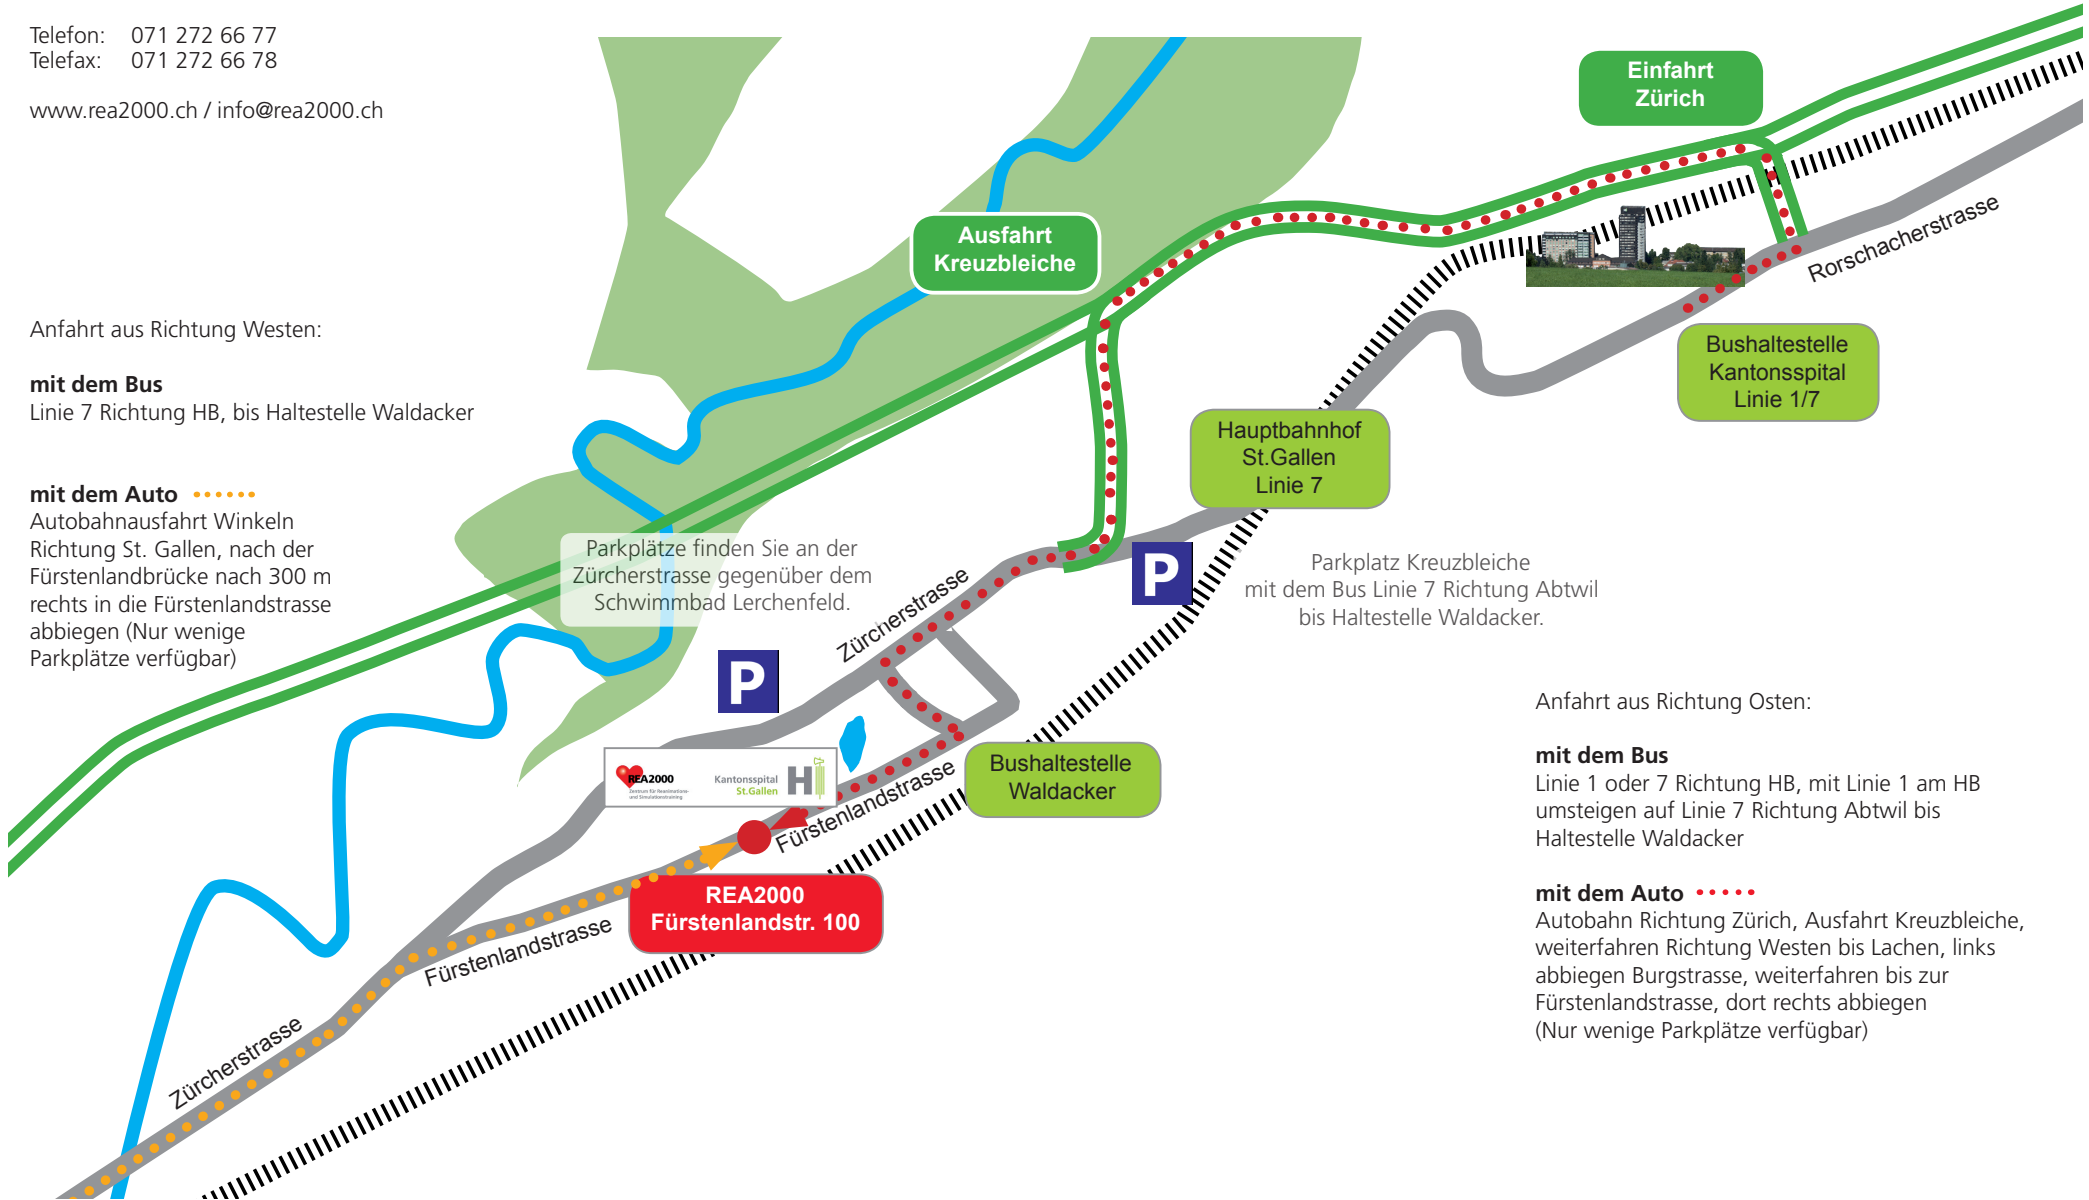 Telefon: 071 272 66 77
Telefax: 071 272 66 78
www.rea2000.ch / info@rea2000.ch
Einfahrt
Zürich
Ausfahrt
Kreuzbleiche
Rorschacherstrasse
Anfahrt aus Richtung Westen:
mit dem Bus
Linie 7 Richtung HB, bis Haltestelle Waldacker
mit dem Auto
Autobahnausfahrt Winkeln
Richtung St. Gallen, nach der
Fürstenlandbrücke nach 300 m
rechts in die Fürstenlandstrasse
abbiegen (Nur wenige
Parkplätze verfügbar)
Bushaltestelle
Kantonsspital
Linie 1/7
Hauptbahnhof
St.Gallen
Linie 7
Parkplätze finden Sie an der
Zürcherstrasse gegenüber dem
Schwimmbad Lerchenfeld.
P
Parkplatz Kreuzbleiche
mit dem Bus Linie 7 Richtung Abtwil
bis Haltestelle Waldacker.
Zürcherstrasse
P
REA2000
Zentrum für Reanimations-
und Simulationstraining
Kantonsspital
St.Gallen
H
Bushaltestelle
Waldacker
Fürstenlandstrasse
REA2000
Fürstenlandstr. 100
Fürstenlandstrasse
Zürcherstrasse
Anfahrt aus Richtung Osten:
mit dem Bus
Linie 1 oder 7 Richtung HB, mit Linie 1 am HB
umsteigen auf Linie 7 Richtung Abtwil bis
Haltestelle Waldacker
mit dem Auto
Autobahn Richtung Zürich, Ausfahrt Kreuzbleiche,
weiterfahren Richtung Westen bis Lachen, links
abbiegen Burgstrasse, weiterfahren bis zur
Fürstenlandstrasse, dort rechts abbiegen
(Nur wenige Parkplätze verfügbar)